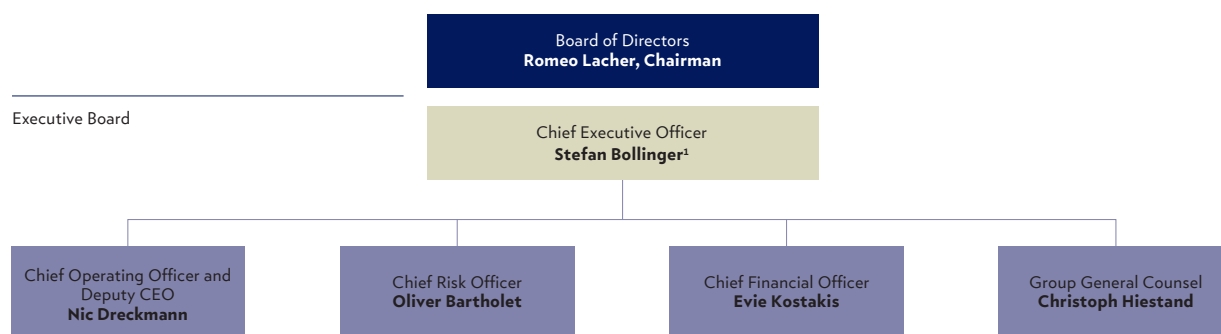 Board of Directors
Romeo Lacher, Chairman
Executive Board
Chief Executive Officer
Stefan Bollinger¹
Chief Operating Officer and
Deputy CEO
Nic Dreckmann
Chief Risk Officer
Oliver Bartholet
Chief Financial Officer
Evie Kostakis
Group General Counsel
Christoph Hiestand